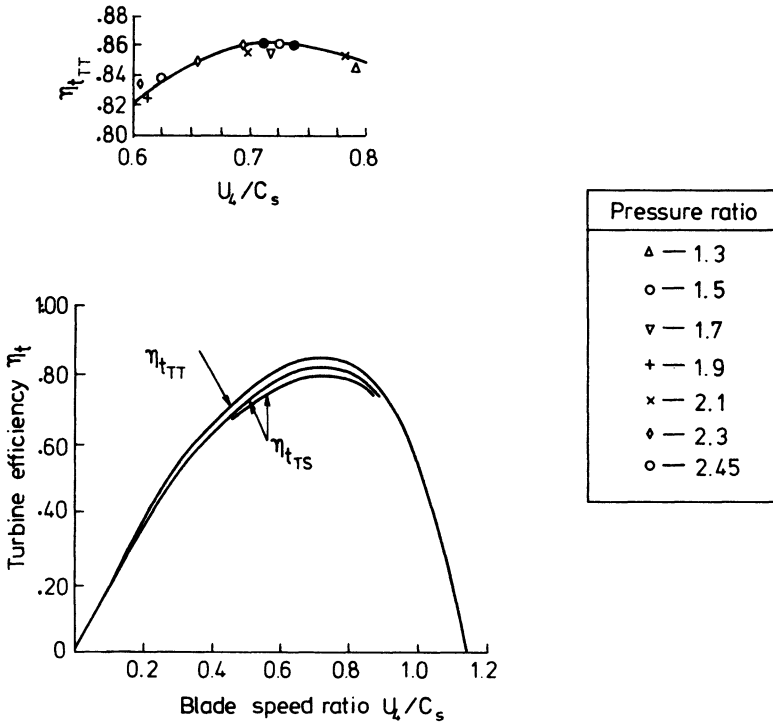 .88
.86
.84
.82
.80
ηtTT
0.6
0.7
0.8
U4/Cs
Pressure ratio
△ — 1.3
○ — 1.5
▽ — 1.7
+ — 1.9
× — 2.1
◊ — 2.3
○ — 2.45
1.00
.80
.60
.40
.20
0
Turbine efficiency ηt
ηtTT
ηtTS
0.2
0.4
0.6
0.8
1.0
1.2
Blade speed ratio U4/Cs